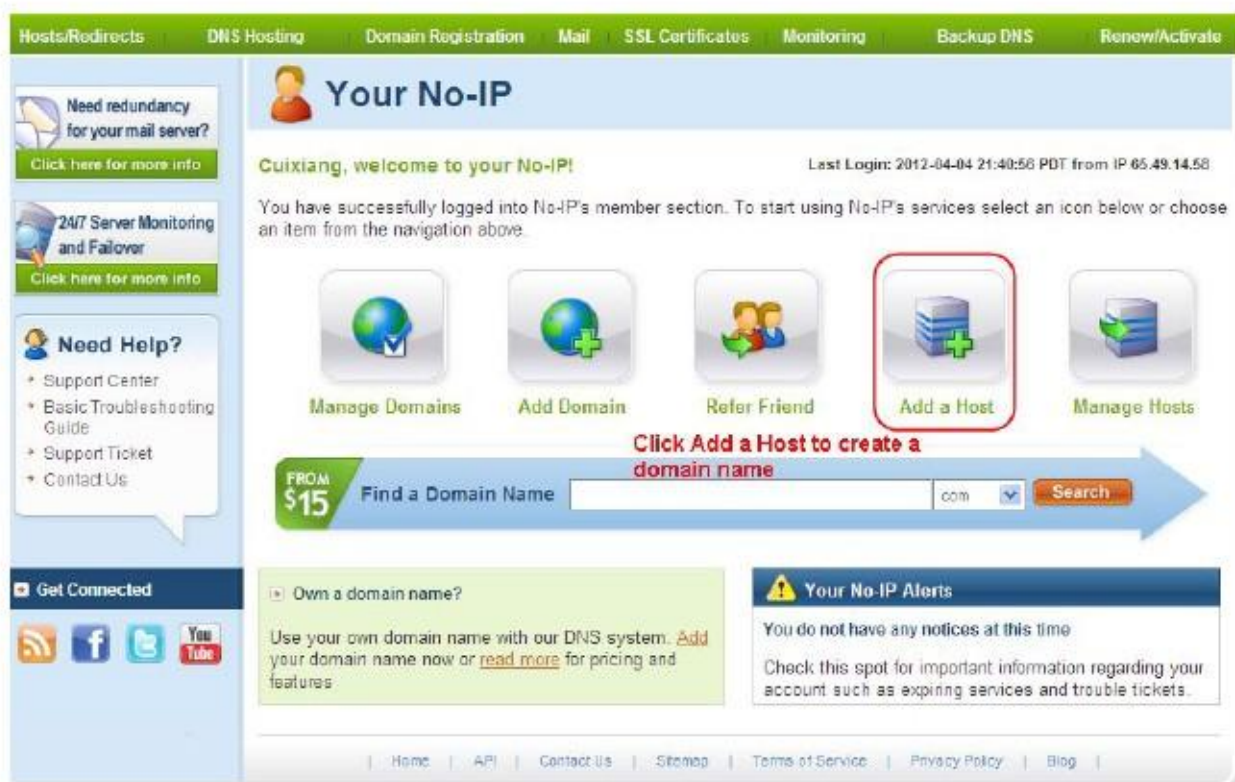 Hosts/Redirects DNS Hosting Domain Registration Mail SSL Certificates Monitoring Backup DNS Renew/Activate
Need redundancy
for your mail server?
Click here for more info
24/7 Server Monitoring
and Failover
Click here for more info
Need Help?
Support Center
Basic Troubleshooting
Guide
Support Ticket
Contact Us
Get Connected
You
Tube
Your No-IP
Cuixiang, welcome to your No-IP!
Last Login: 2012-04-04 21:40:56 PDT from IP 65.49.14.58
You have successfully logged into No-IP's member section. To start using No-IP's services select an icon below or choose
an item from the navigation above.
Manage Domains Add Domain Refer Friend Add a Host Manage Hosts
Click Add a Host to create a
domain name
FROM
$15
Find a Domain Name com Search
Own a domain name?
Use your own domain name with our DNS system. Add
your domain name now or read more for pricing and
features
Your No-IP Alerts
You do not have any notices at this time
Check this spot for important information regarding your
account such as expiring services and trouble tickets.
| Home | API | Contact Us | Sitemap | Terms of Service | Privacy Policy | Blog |